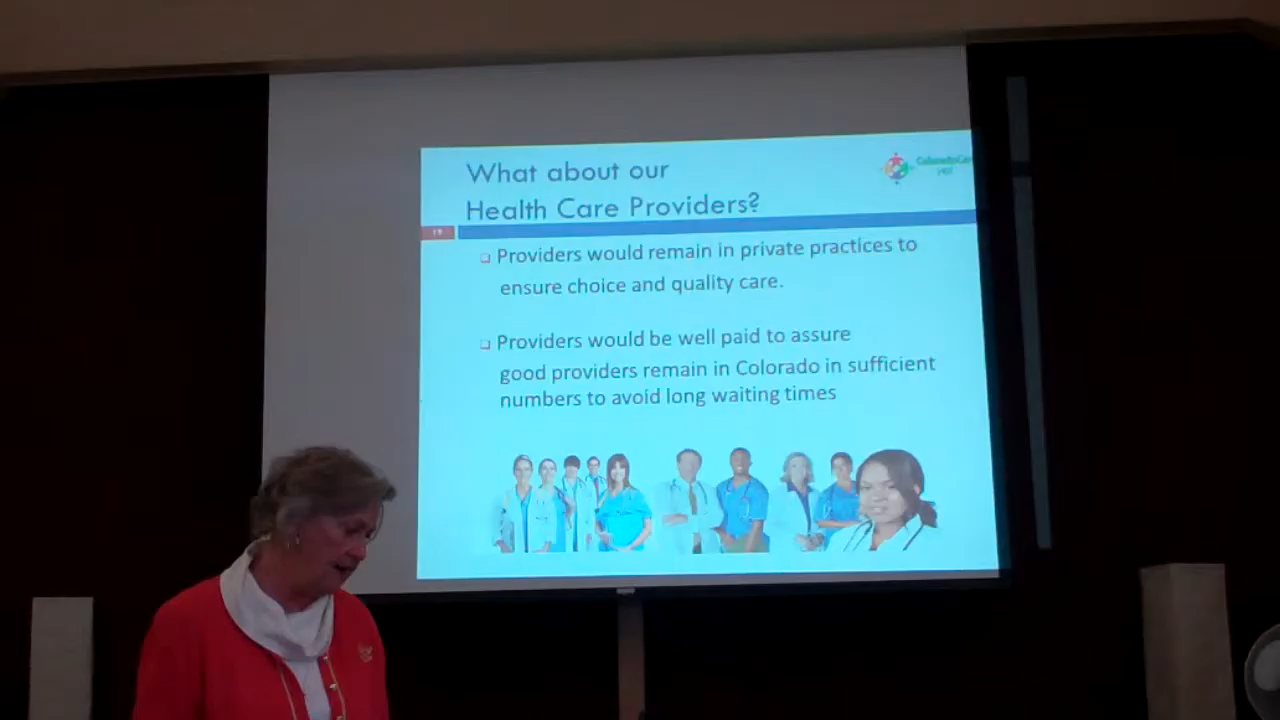 What about our
Health Care Providers?
ColoradoCare
19
Providers would remain in private practices to
ensure choice and quality care.
Providers would be well paid to assure
good providers remain in Colorado in sufficient
numbers to avoid long waiting times